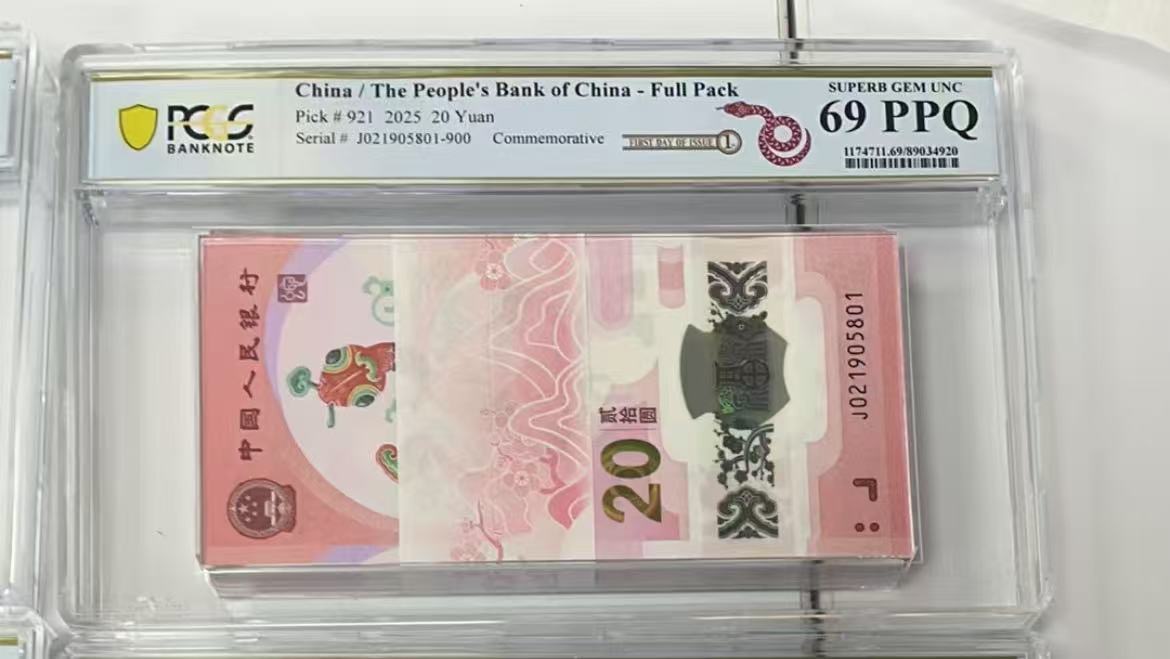 PCGS
BANKNOTE
China / The People's Bank of China - Full Pack
Pick # 921 2025 20 Yuan
Serial # J021905801-900 Commemorative
FIRST DAY OF ISSUE 1
SUPERB GEM UNC
69 PPQ
1174711.69/89034920
中国人民银行
贰拾圆
20
J021905801